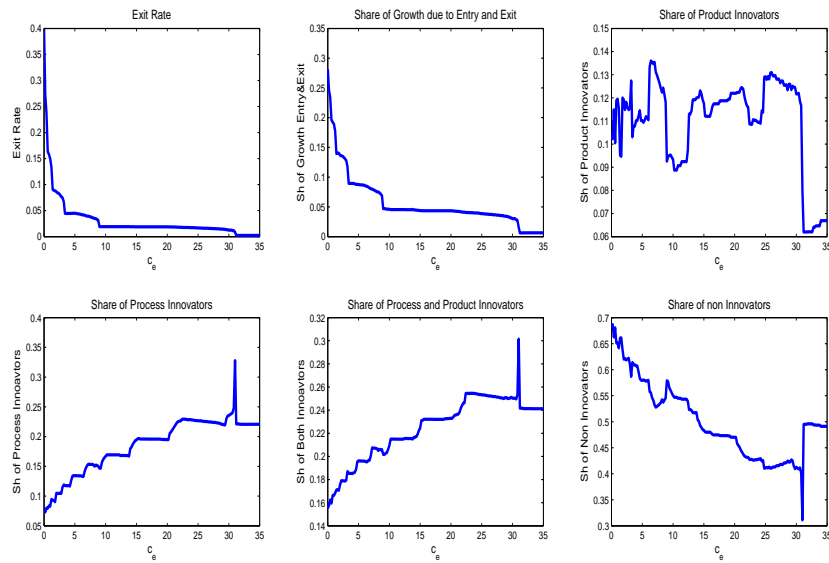 Exit Rate
0.4
0.35
0.3
0.25
0.2
0.15
0.1
0.05
0
Exit Rate
0 5 10 15 20 25 30 35
c_e
Share of Growth due to Entry and Exit
0.35
0.3
0.25
0.2
0.15
0.1
0.05
0
Sh of Growth Entry&Exit
0 5 10 15 20 25 30 35
c_e
Share of Product Innovators
0.15
0.14
0.13
0.12
0.11
0.1
0.09
0.08
0.07
0.06
Sh of Product Innovators
0 5 10 15 20 25 30 35
c_e
Share of Process Innovators
0.4
0.35
0.3
0.25
0.2
0.15
0.1
0.05
Sh of Process Innoavtors
0 5 10 15 20 25 30 35
c_e
Share of Process and Product Innovators
0.32
0.3
0.28
0.26
0.24
0.22
0.2
0.18
0.16
0.14
Sh of Both Innoavtors
0 5 10 15 20 25 30 35
c_e
Share of non Innovators
0.7
0.65
0.6
0.55
0.5
0.45
0.4
0.35
0.3
Sh of Non Innovators
0 5 10 15 20 25 30 35
c_e